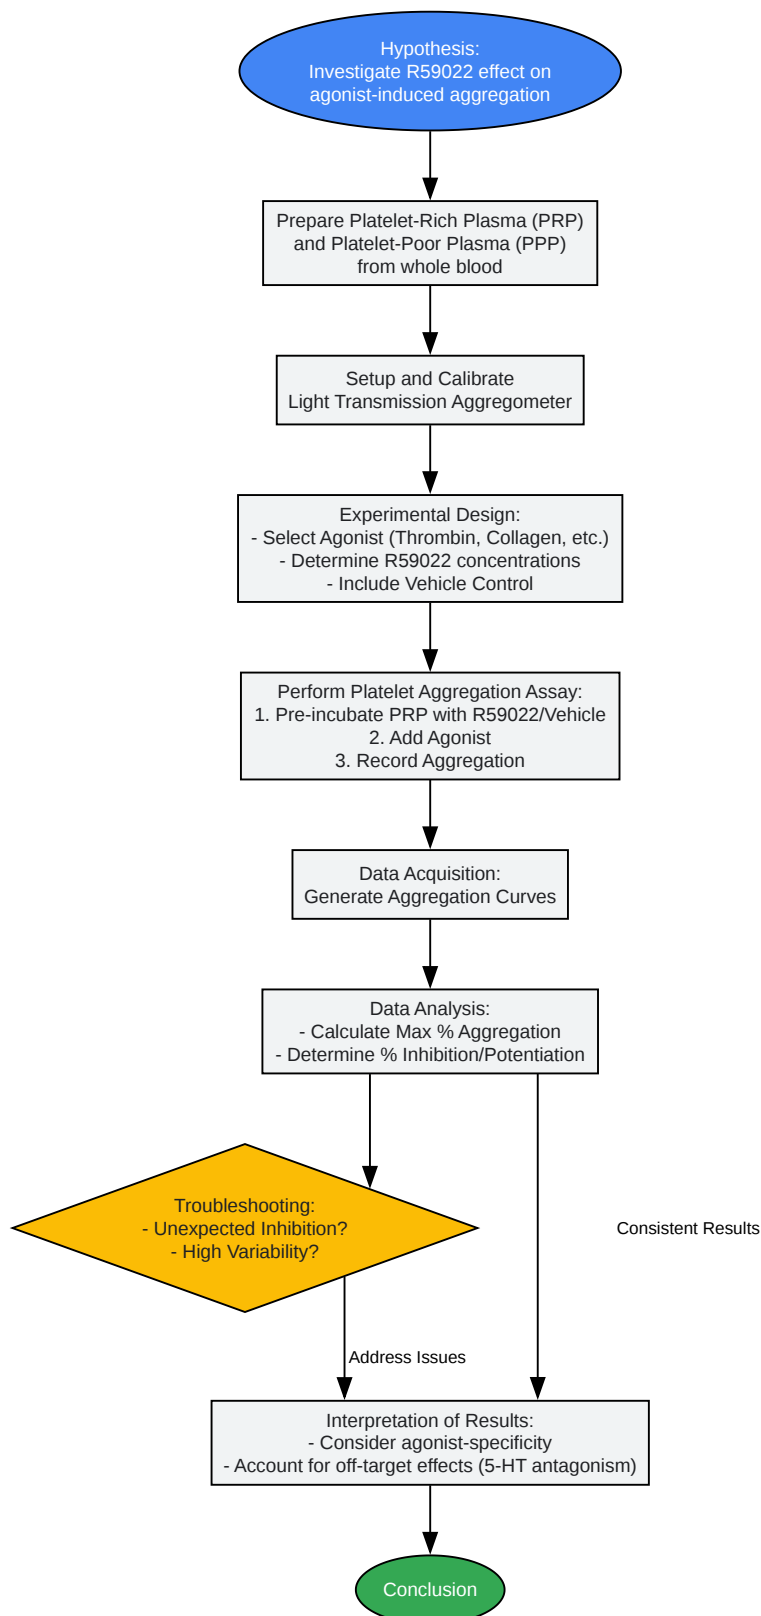 Hypothesis:
Investigate R59022 effect on
agonist-induced aggregation
Prepare Platelet-Rich Plasma (PRP)
and Platelet-Poor Plasma (PPP)
from whole blood
Setup and Calibrate
Light Transmission Aggregometer
Experimental Design:
- Select Agonist (Thrombin, Collagen, etc.)
- Determine R59022 concentrations
- Include Vehicle Control
Perform Platelet Aggregation Assay:
1. Pre-incubate PRP with R59022/Vehicle
2. Add Agonist
3. Record Aggregation
Data Acquisition:
Generate Aggregation Curves
Data Analysis:
- Calculate Max % Aggregation
- Determine % Inhibition/Potentiation
Troubleshooting:
- Unexpected Inhibition?
- High Variability?
Consistent Results
Address Issues
Interpretation of Results:
- Consider agonist-specificity
- Account for off-target effects (5-HT antagonism)
Conclusion